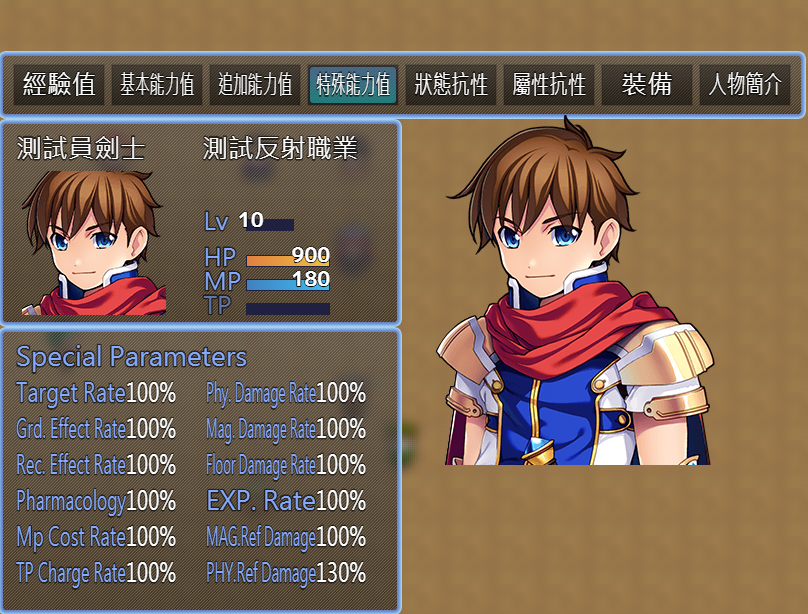 經驗值 基本能力值 追加能力值 特殊能力值 狀態抗性 屬性抗性 裝備 人物簡介
測試員劍士 測試反射職業
Lv 10
HP 900
MP 180
TP
Special Parameters
Target Rate100% Phy. Damage Rate100%
Grd. Effect Rate100% Mag. Damage Rate100%
Rec. Effect Rate100% Floor Damage Rate100%
Pharmacology100% EXP. Rate100%
Mp Cost Rate100% MAG.Ref Damage100%
TP Charge Rate100% PHY.Ref Damage130%